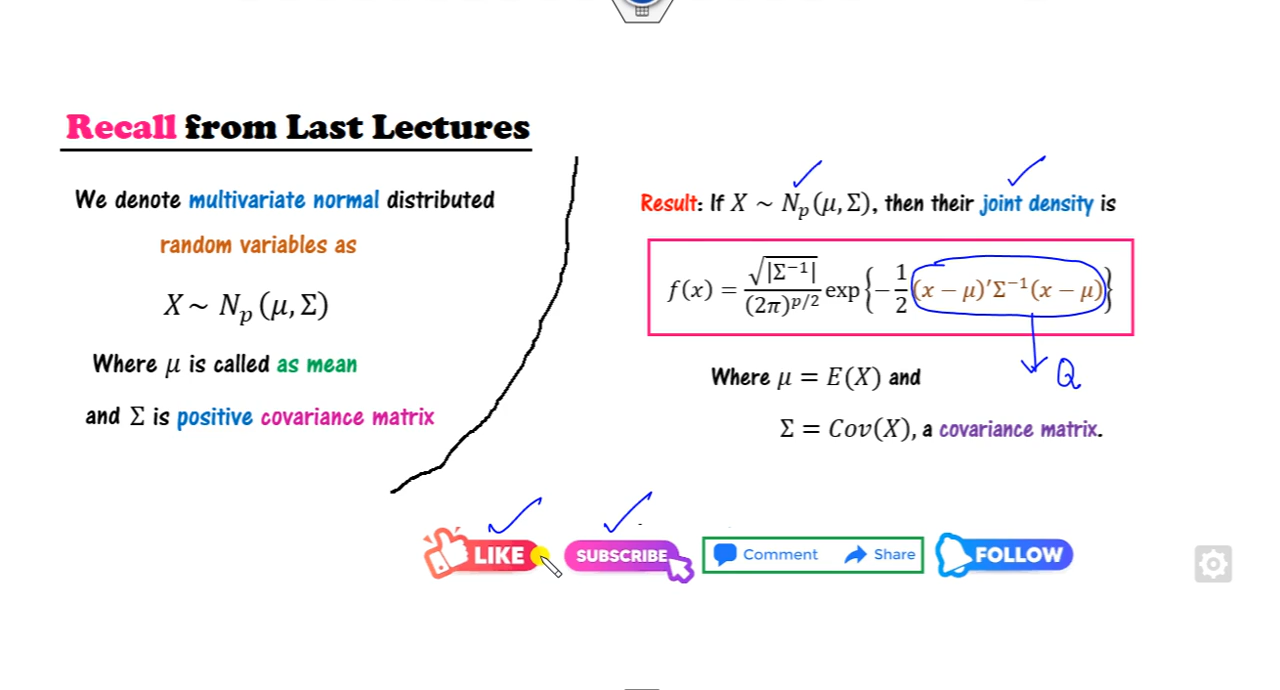 Recall from Last Lectures
We denote multivariate normal distributed
random variables as
X ~ N_p (μ, Σ)
Where μ is called as mean
and Σ is positive covariance matrix
Result: If X ~ N_p (μ, Σ), then their joint density is
f(x) = √|Σ⁻¹| / (2π)^{p/2} exp{−1/2 (x − μ)′Σ⁻¹(x − μ)}
Q
Where μ = E(X) and
Σ = Cov(X), a covariance matrix.
LIKE SUBSCRIBE Comment Share FOLLOW